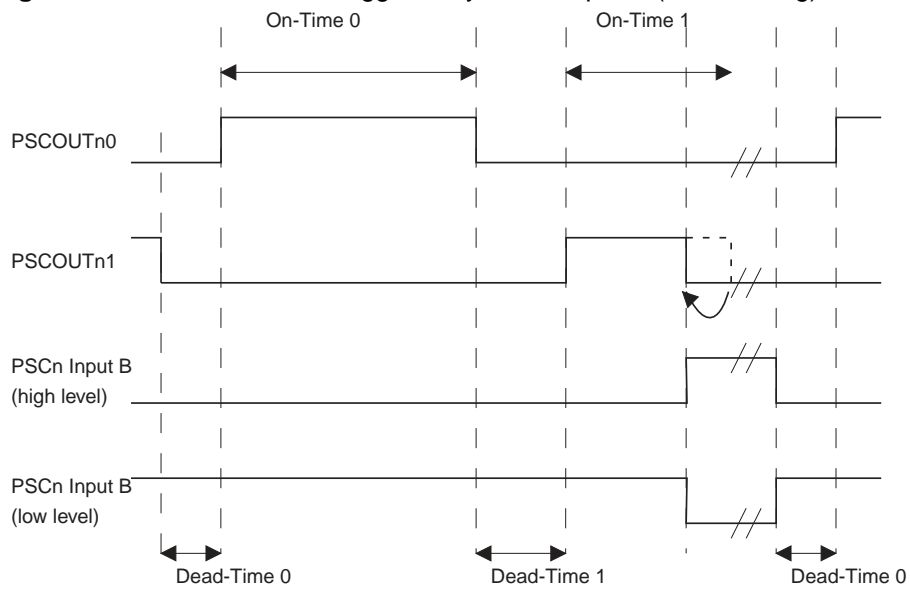 On-Time 0
On-Time 1
PSCOUTn0
PSCOUTn1
PSCn Input B
(high level)
PSCn Input B
(low level)
Dead-Time 0
Dead-Time 1
Dead-Time 0